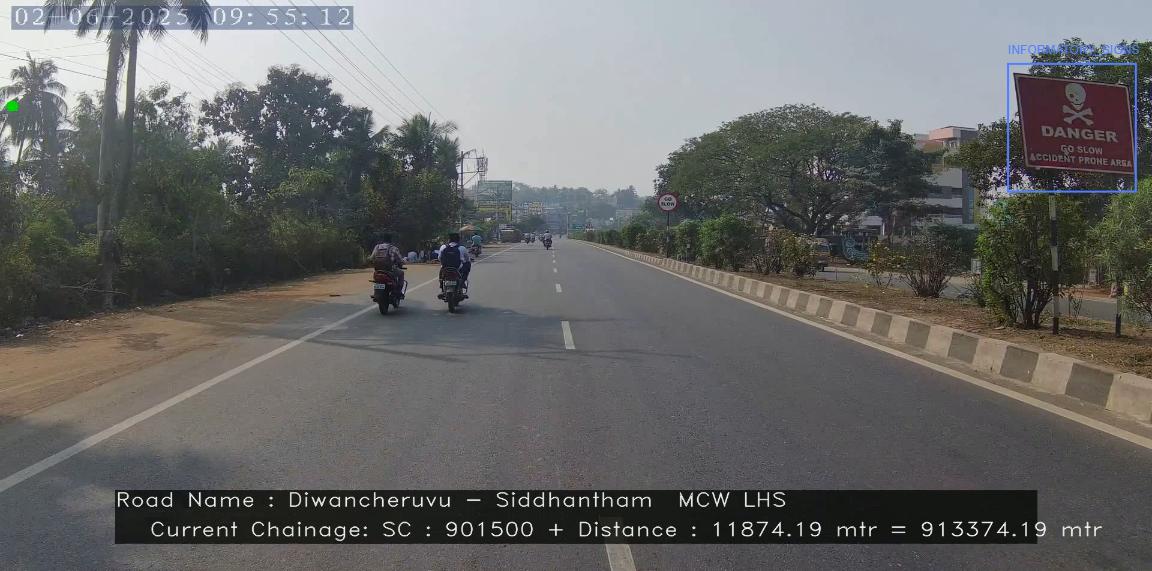 02-06-2025 09:55:12
INFORMATORY SIGNS
DANGER
GO SLOW
ACCIDENT PRONE AREA
GO
SLOW
Road Name : Diwancheruvu - Siddhantham MCW LHS
Current Chainage: SC : 901500 + Distance : 11874.19 mtr = 913374.19 mtr